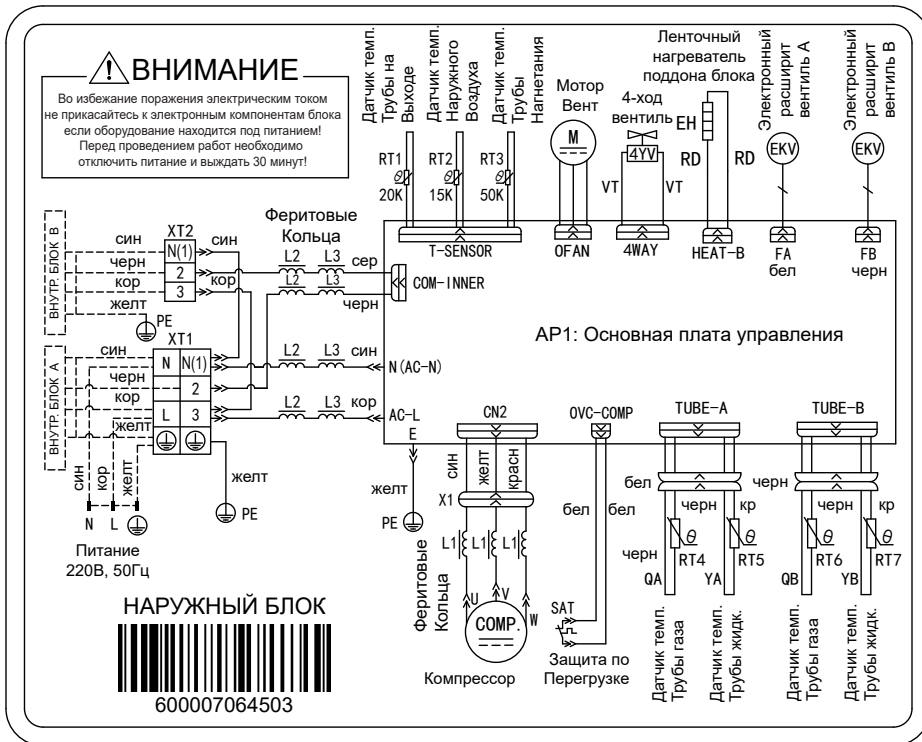 ВНИМАНИЕ
Во избежание поражения электрическим током
не прикасайтесь к электронным компонентам блока
если оборудование находится под питанием!
Перед проведением работ необходимо
отключить питание и выждать 30 минут!
Датчик темп.
Трубы на
Выходе
Датчик темп.
Наружного
Воздуха
Датчик темп.
Трубы
Нагнетания
Мотор
Вент
4-ход
вентиль
Ленточный
нагреватель
поддона блока
Электронный
расширит
вентиль A
Электронный
расширит
вентиль B
RT1
θ
20K
RT2
θ
15K
RT3
θ
50K
M
4YV
VT
VT
EH
RD
RD
EKV
EKV
T-SENSOR
OFAN
4WAY
HEAT-B
FA
бел
FB
черн
ВНУТР. БЛОК B
син
черн
кор
желт
XT2
N(1)
2
3
син
кор
PE
Феритовые
Кольца
L2
L3
сер
L2
L3
черн
COM-INNER
AP1: Основная плата управления
ВНУТР. БЛОК A
син
черн
кор
желт
XT1
N
N(1)
2
L
3
L2
L3
син
N(AC-N)
L2
L3
кор
AC-L
E
желт
PE
желт
PE
син
кор
желт
N
L
Питание
220В, 50Гц
CN2
OVC-COMP
TUBE-A
TUBE-B
син
желт
красн
X1
L1
L1
L1
Феритовые
Кольца
U
V
W
COMP.
Компрессор
бел
бел
SAT
Защита по
Перегрузке
бел
черн
кр
черн
θ
RT4
θ
RT5
QA
YA
Датчик темп.
Трубы газа
Датчик темп.
Трубы жидк.
черн
черн
кр
θ
RT6
θ
RT7
QB
YB
Датчик темп.
Трубы газа
Датчик темп.
Трубы жидк.
НАРУЖНЫЙ БЛОК
600007064503